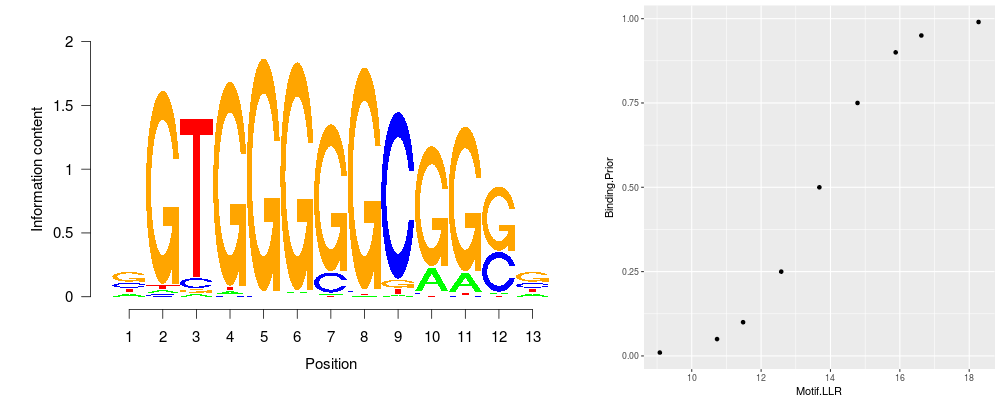 2
1.5
1
0.5
0
Information content
G T G G G G G C G G G
C C A A C
1 2 3 4 5 6 7 8 9 10 11 12 13
Position
1.00
0.75
0.50
0.25
0.00
Binding.Prior
10 12 14 16 18
Motif.LLR